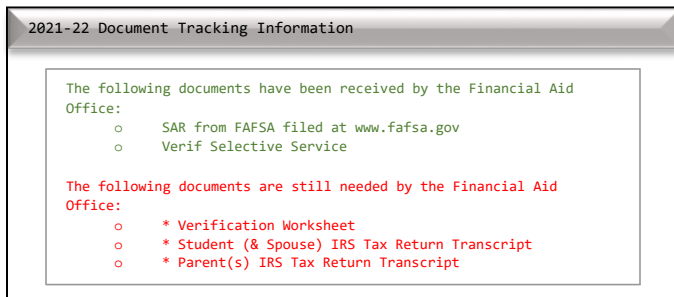 2021-22 Document Tracking Information
The following documents have been received by the Financial Aid
Office:
o SAR from FAFSA filed at www.fafsa.gov
o Verif Selective Service
The following documents are still needed by the Financial Aid
Office:
o * Verification Worksheet
o * Student (& Spouse) IRS Tax Return Transcript
o * Parent(s) IRS Tax Return Transcript